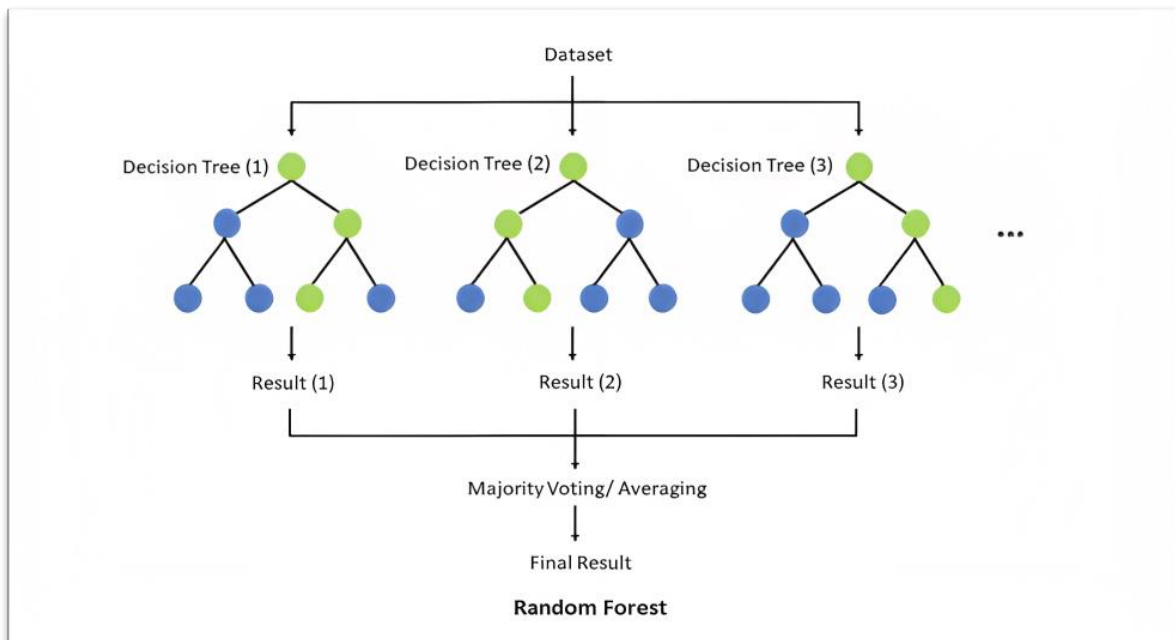 Dataset
Decision Tree (1)
Decision Tree (2)
Decision Tree (3)
...
Result (1)
Result (2)
Result (3)
Majority Voting/ Averaging
Final Result
Random Forest